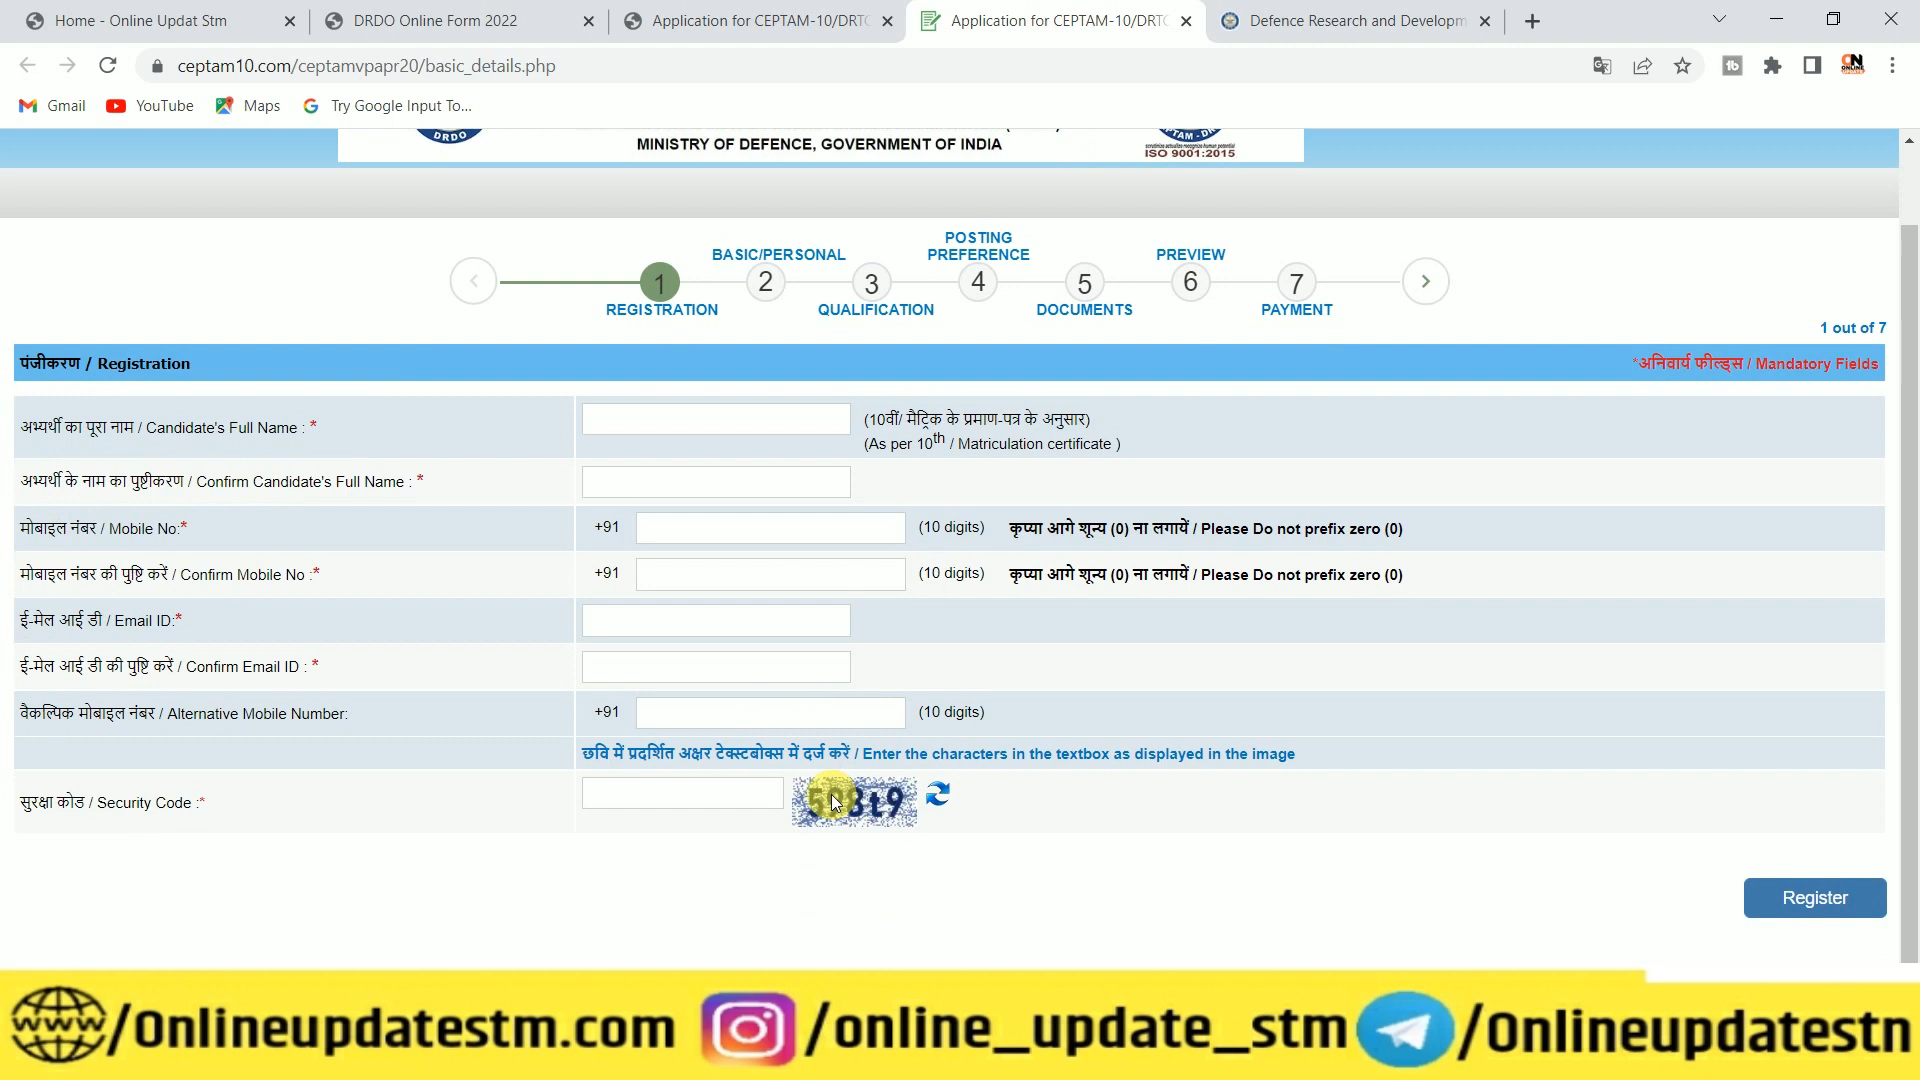 Home - Online Updat Stm
DRDO Online Form 2022
Application for CEPTAM-10/DRTC
Application for CEPTAM-10/DRTC
Defence Research and Developm
ceptam10.com/ceptamvpapr20/basic_details.php
Gmail
YouTube
Maps
Try Google Input To...
DRDO
MINISTRY OF DEFENCE, GOVERNMENT OF INDIA
ISO 9001:2015
BASIC/PERSONAL
POSTING PREFERENCE
PREVIEW
1 2 3 4 5 6 7
REGISTRATION
QUALIFICATION
DOCUMENTS
PAYMENT
1 out of 7
पंजीकरण / Registration
*अनिवार्य फील्ड्स / Mandatory Fields
अभ्यर्थी का पूरा नाम / Candidate's Full Name : *
(10वीं/ मैट्रिक के प्रमाण-पत्र के अनुसार)
(As per 10th / Matriculation certificate )
अभ्यर्थी के नाम का पुष्टीकरण / Confirm Candidate's Full Name : *
मोबाइल नंबर / Mobile No:*
+91
(10 digits)
कृप्या आगे शून्य (0) ना लगायें / Please Do not prefix zero (0)
मोबाइल नंबर की पुष्टि करें / Confirm Mobile No :*
+91
(10 digits)
कृप्या आगे शून्य (0) ना लगायें / Please Do not prefix zero (0)
ई-मेल आई डी / Email ID:*
ई-मेल आई डी की पुष्टि करें / Confirm Email ID : *
वैकल्पिक मोबाइल नंबर / Alternative Mobile Number:
+91
(10 digits)
छवि में प्रदर्शित अक्षर टेक्स्टबोक्स में दर्ज करें / Enter the characters in the textbox as displayed in the image
सुरक्षा कोड / Security Code :*
Register
www/Onlineupdatestm.com
/online_update_stm
/Onlineupdatestn